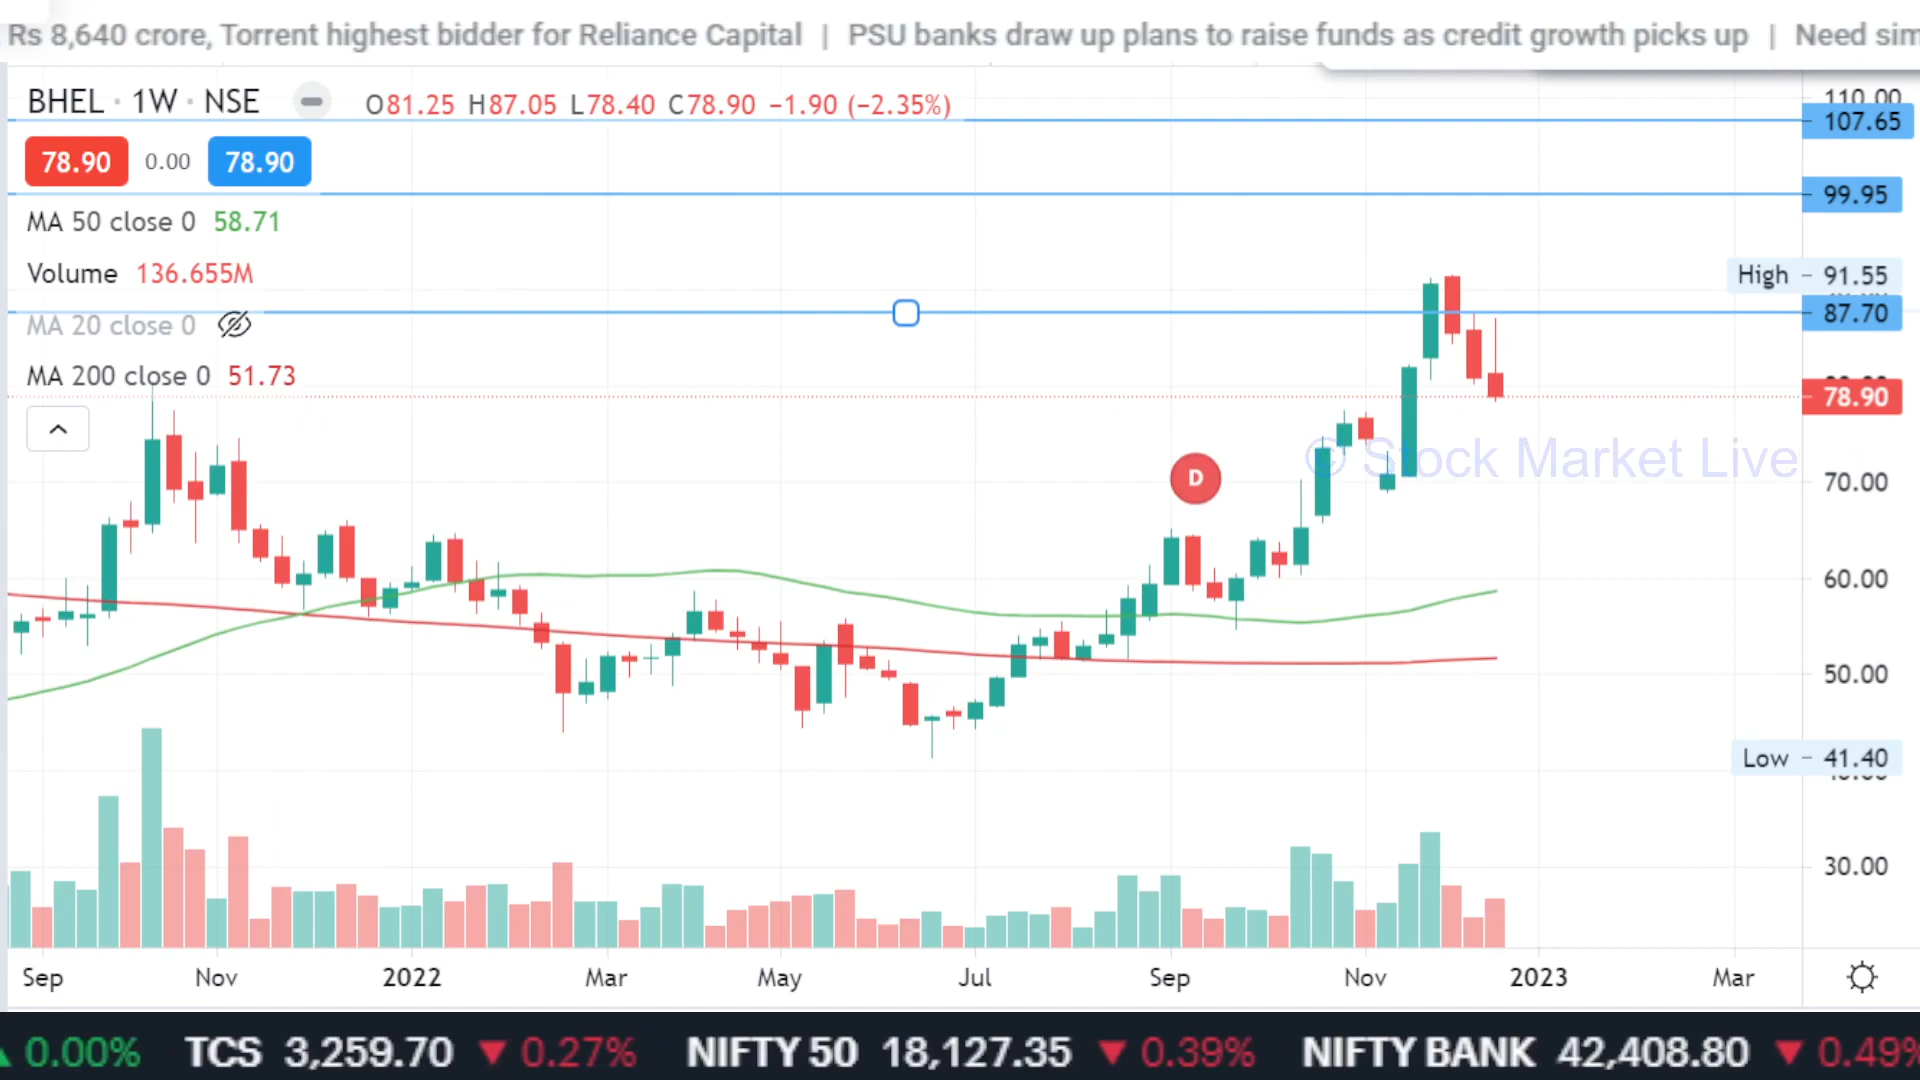 Rs 8,640 crore, Torrent highest bidder for Reliance Capital | PSU banks draw up plans to raise funds as credit growth picks up | Need sim
BHEL · 1W · NSE O81.25 H87.05 L78.40 C78.90 −1.90 (−2.35%)
110.00
107.65
78.90 0.00 78.90
99.95
MA 50 close 0 58.71
Volume 136.655M
High 91.55
87.70
MA 20 close 0
MA 200 close 0 51.73
78.90
© Stock Market Live
D
70.00
60.00
50.00
Low 41.40
30.00
Sep Nov 2022 Mar May Jul Sep Nov 2023 Mar
0.00% TCS 3,259.70 ▼ 0.27% NIFTY 50 18,127.35 ▼ 0.39% NIFTY BANK 42,408.80 ▼ 0.49%